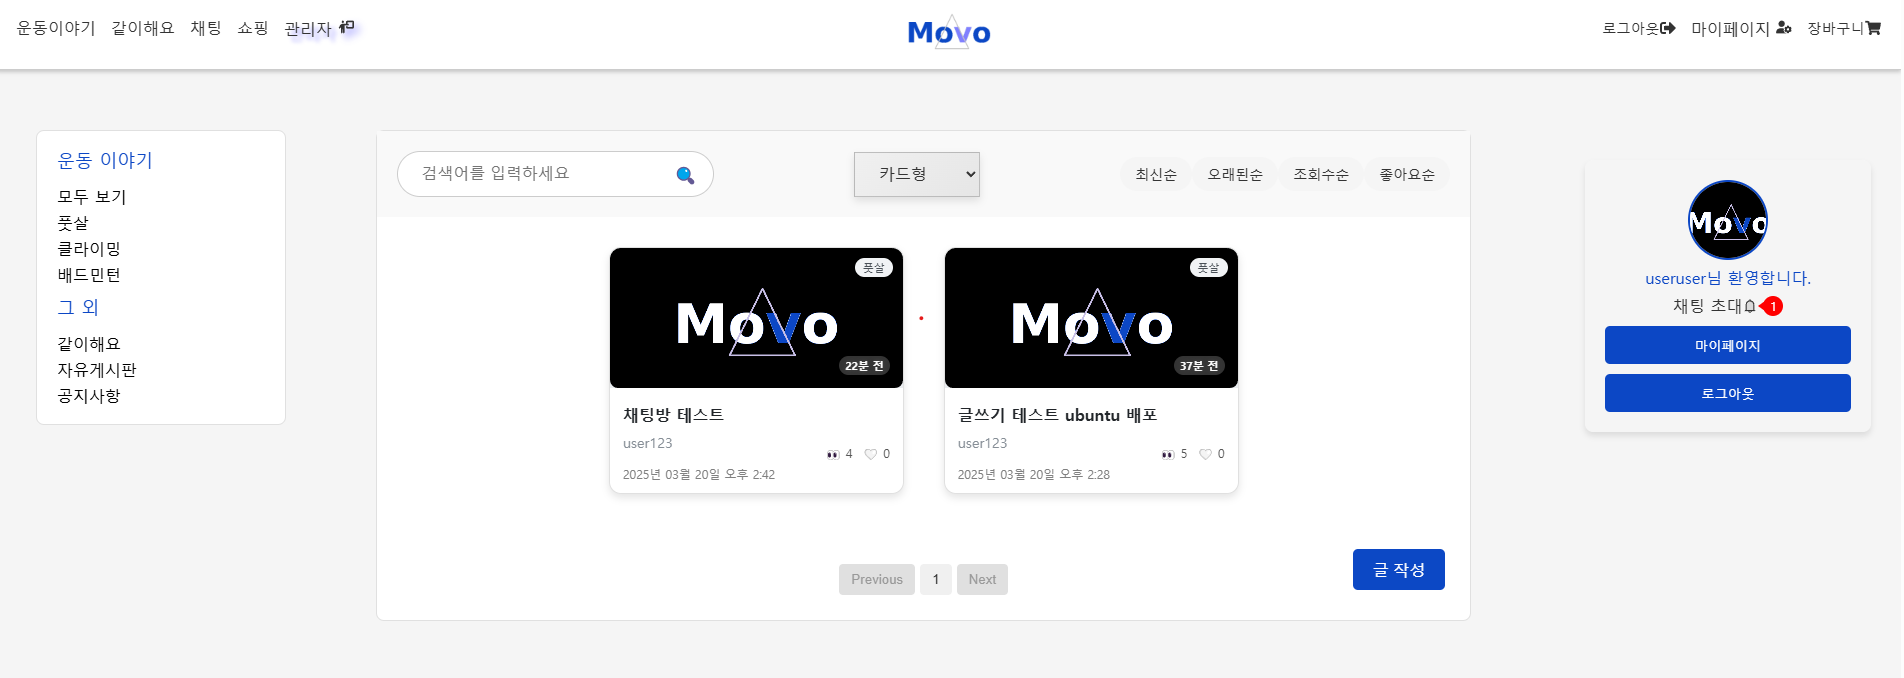 운동이야기 같이해요 채팅 쇼핑 관리자
Movo
로그아웃 마이페이지 장바구니
운동 이야기
모두 보기
풋살
클라이밍
배드민턴
그 외
같이해요
자유게시판
공지사항
검색어를 입력하세요
카드형
최신순 오래된순 조회수순 좋아요순
풋살
Movo
22분 전
채팅방 테스트
user123
4 0
2025년 03월 20일 오후 2:42
풋살
Movo
37분 전
글쓰기 테스트 ubuntu 배포
user123
5 0
2025년 03월 20일 오후 2:28
Previous 1 Next
글 작성
Movo
useruser님 환영합니다.
채팅 초대 1
마이페이지
로그아웃